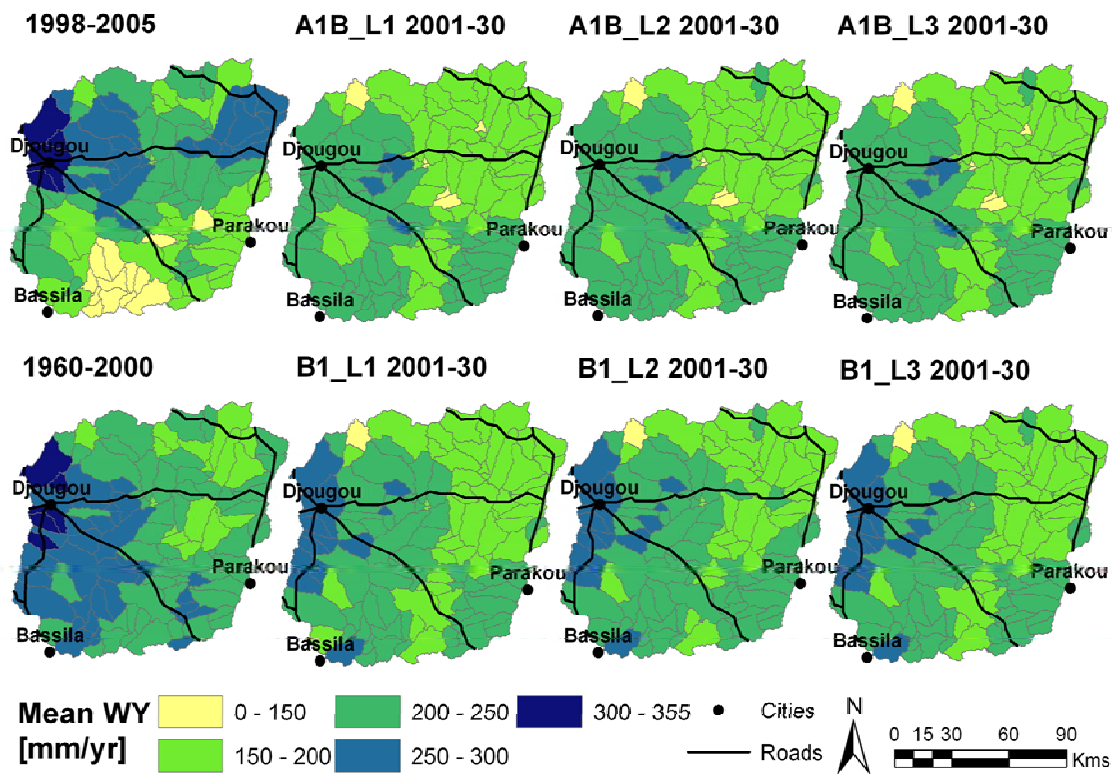 1998-2005
A1B_L1 2001-30
A1B_L2 2001-30
A1B_L3 2001-30
Djougou
Djougou
Djougou
Djougou
Parakou
Parakou
Parakou
Parakou
Bassila
Bassila
Bassila
Bassila
1960-2000
B1_L1 2001-30
B1_L2 2001-30
B1_L3 2001-30
Djougou
Djougou
Djougou
Djougou
Parakou
Parakou
Parakou
Parakou
Bassila
Bassila
Bassila
Bassila
Mean WY
[mm/yr]
0 - 150
150 - 200
200 - 250
250 - 300
300 - 355
Cities
Roads
N
0 15 30 60 90
Kms